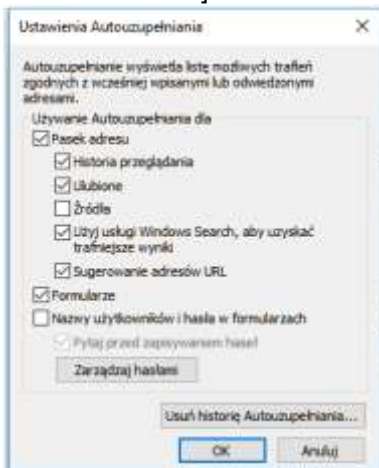 Ustawienia Autouzupełniania
Autouzupełnianie wyświetla listę możliwych trafień
zgodnych z wcześniej wpisanymi lub odwiedzonymi
adresami.
Używanie Autouzupełniania dla
Pasek adresu
Historia przeglądania
Ulubione
Źródła
Użyj usługi Windows Search, aby uzyskać
trafniejsze wyniki
Sugerowanie adresów URL
Formularze
Nazwy użytkowników i hasła w formularzach
Pytaj przed zapisywaniem haseł
Zarządzaj hasłami
Usuń historię Autouzupełniania...
OK Anuluj